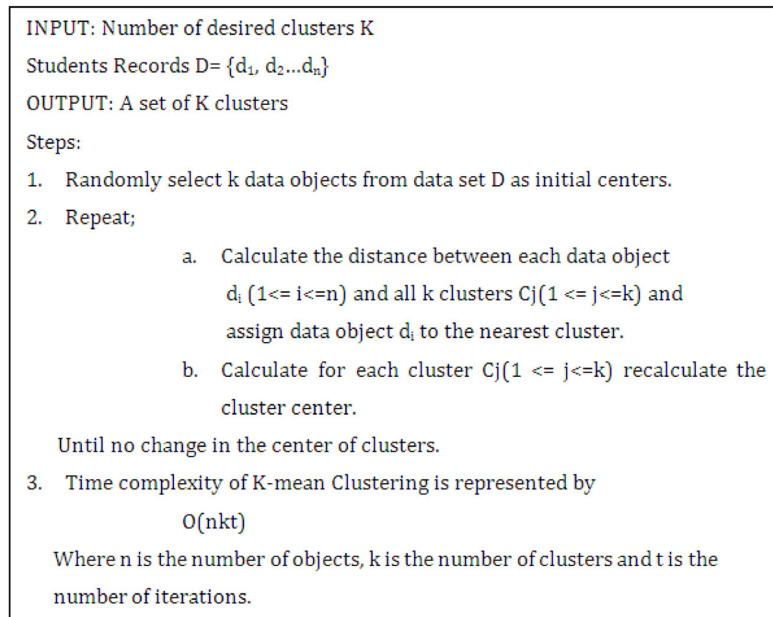 INPUT: Number of desired clusters K
Students Records D= {d₁, d₂...dₙ}
OUTPUT: A set of K clusters
Steps:
1. Randomly select k data objects from data set D as initial centers.
2. Repeat;
a. Calculate the distance between each data object
dᵢ (1<= i<=n) and all k clusters Cj(1 <= j<=k) and
assign data object dᵢ to the nearest cluster.
b. Calculate for each cluster Cj(1 <= j<=k) recalculate the
cluster center.
Until no change in the center of clusters.
3. Time complexity of K-mean Clustering is represented by
O(nkt)
Where n is the number of objects, k is the number of clusters and t is the
number of iterations.